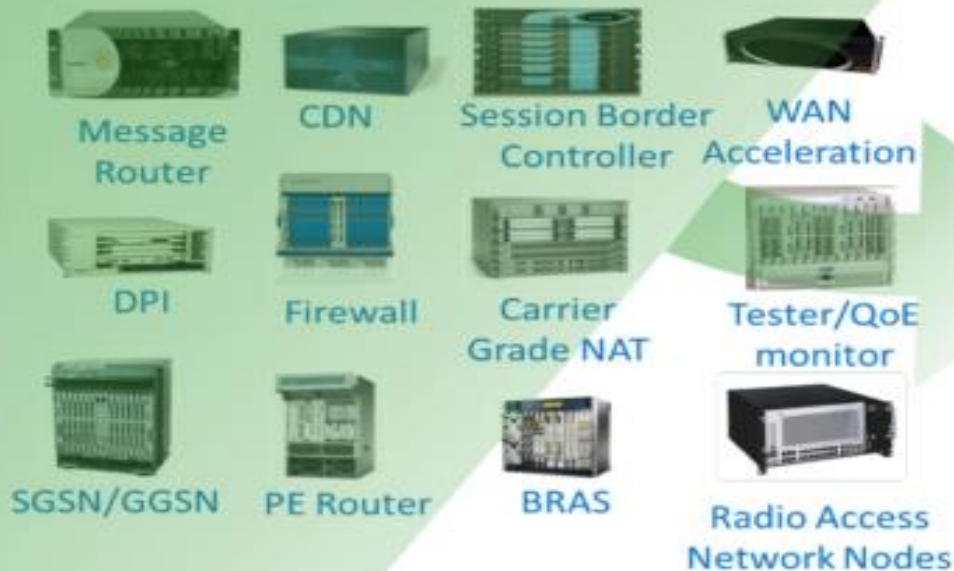 Message
Router
CDN
Session Border
Controller
WAN
Acceleration
DPI
Firewall
Carrier
Grade NAT
Tester/QoE
monitor
SGSN/GGSN
PE Router
BRAS
Radio Access
Network Nodes